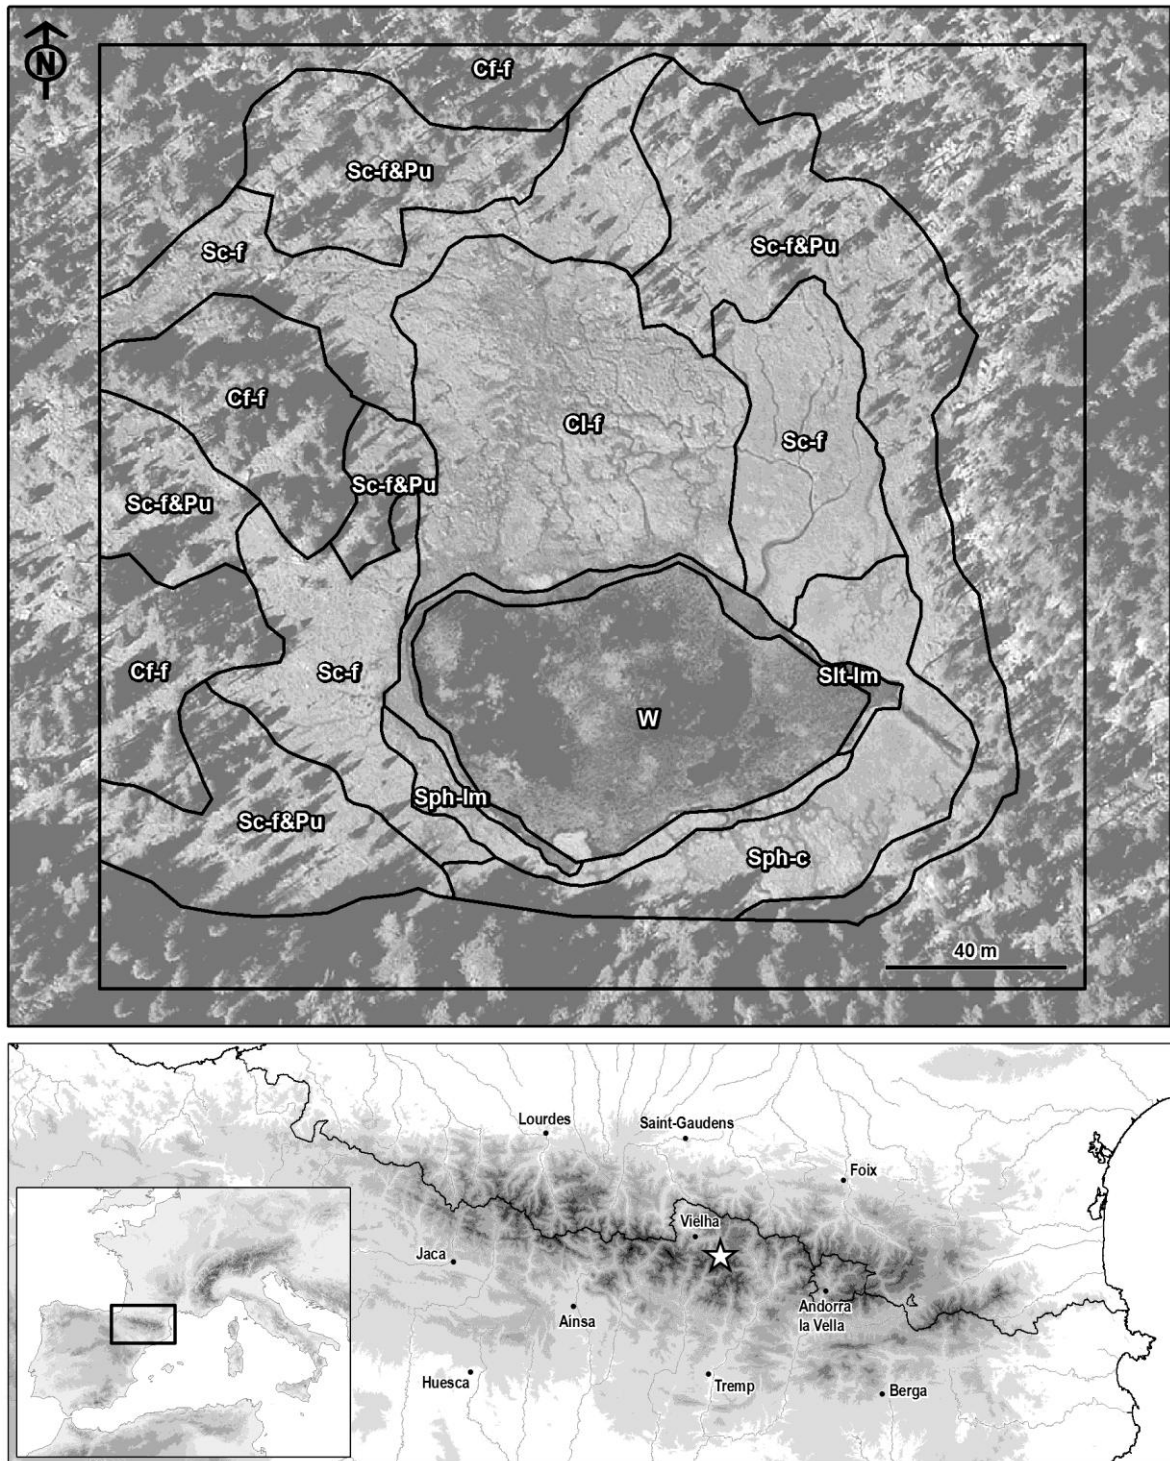 N
Cf-f
Sc-f&Pu
Sc-f
Sc-f&Pu
Cf-f
Cl-f
Sc-f
Sc-f&Pu
Sc-f&Pu
Cf-f
Sc-f
Slt-lm
W
Sph-lm
Sc-f&Pu
Sph-c
40 m
Lourdes
Saint-Gaudens
Foix
Vielha
Jaca
Ainsa
Andorra
la Vella
Huesca
Tremp
Berga